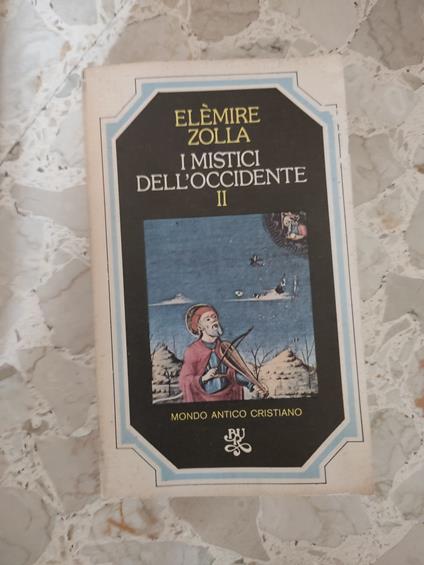 ELÈMIRE
ZOLLA
I MISTICI
DELL'OCCIDENTE
II
MONDO ANTICO CRISTIANO
BUR